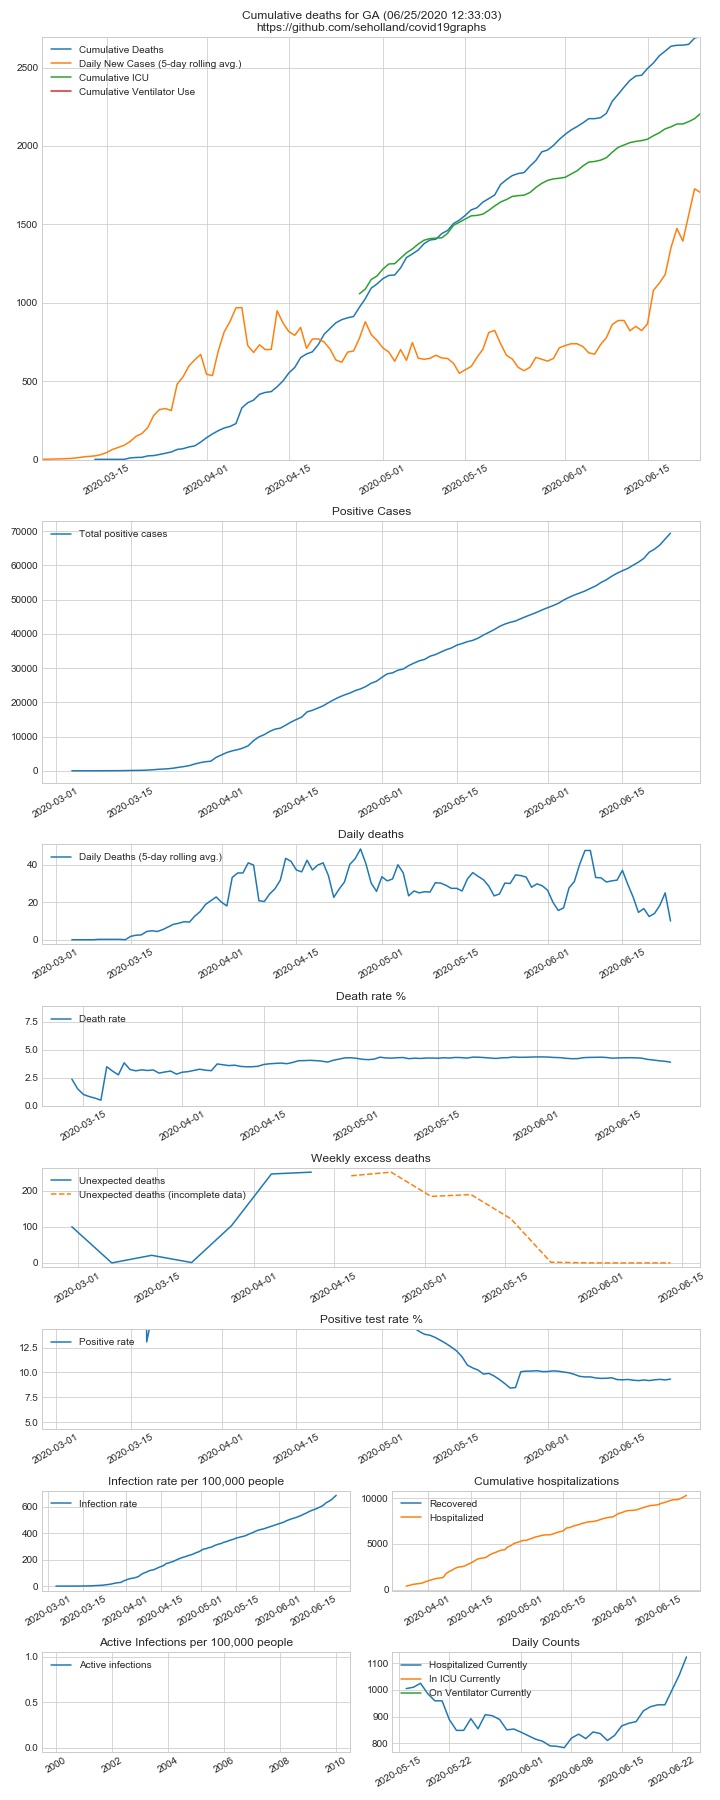 Cumulative deaths for GA (06/25/2020 12:33:03)
https://github.com/seholland/covid19graphs
Cumulative Deaths
Daily New Cases (5-day rolling avg.)
Cumulative ICU
Cumulative Ventilator Use
2500
2000
1500
1000
500
0
2020-03-15 2020-04-01 2020-04-15 2020-05-01 2020-05-15 2020-06-01 2020-06-15
Positive Cases
Total positive cases
70000
60000
50000
40000
30000
20000
10000
0
2020-03-01 2020-03-15 2020-04-01 2020-04-15 2020-05-01 2020-05-15 2020-06-01 2020-06-15
Daily deaths
Daily Deaths (5-day rolling avg.)
40
20
0
2020-03-01 2020-03-15 2020-04-01 2020-04-15 2020-05-01 2020-05-15 2020-06-01 2020-06-15
Death rate %
Death rate
7.5
5.0
2.5
0.0
2020-03-15 2020-04-01 2020-04-15 2020-05-01 2020-05-15 2020-06-01 2020-06-15
Weekly excess deaths
Unexpected deaths
Unexpected deaths (incomplete data)
200
100
0
2020-03-01 2020-03-15 2020-04-01 2020-04-15 2020-05-01 2020-05-15 2020-06-01 2020-06-15
Positive test rate %
Positive rate
12.5
10.0
7.5
5.0
2020-03-01 2020-03-15 2020-04-01 2020-04-15 2020-05-01 2020-05-15 2020-06-01 2020-06-15
Infection rate per 100,000 people
Infection rate
600
400
200
0
2020-03-01 2020-03-15 2020-04-01 2020-04-15 2020-05-01 2020-05-15 2020-06-01 2020-06-15
Cumulative hospitalizations
Recovered
Hospitalized
10000
5000
0
2020-04-01 2020-04-15 2020-05-01 2020-05-15 2020-06-01 2020-06-15
Active Infections per 100,000 people
Active infections
1.0
0.5
0.0
2000 2002 2004 2006 2008 2010
Daily Counts
Hospitalized Currently
In ICU Currently
On Ventilator Currently
1100
1000
900
800
2020-05-15 2020-05-22 2020-06-01 2020-06-08 2020-06-15 2020-06-22